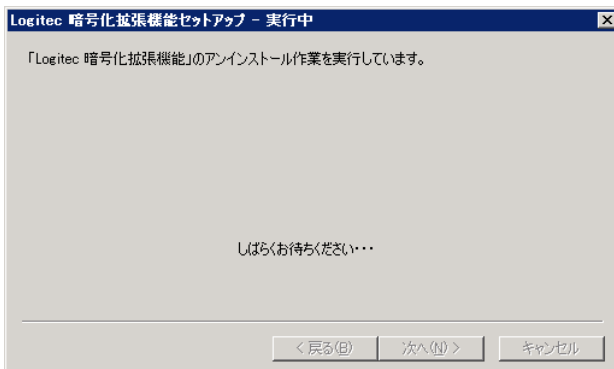 Logitec 暗号化拡張機能セットアップ - 実行中
「Logitec 暗号化拡張機能」のアンインストール作業を実行しています。
しばらくお待ちください・・・
< 戻る(B) 次へ(N) > キャンセル